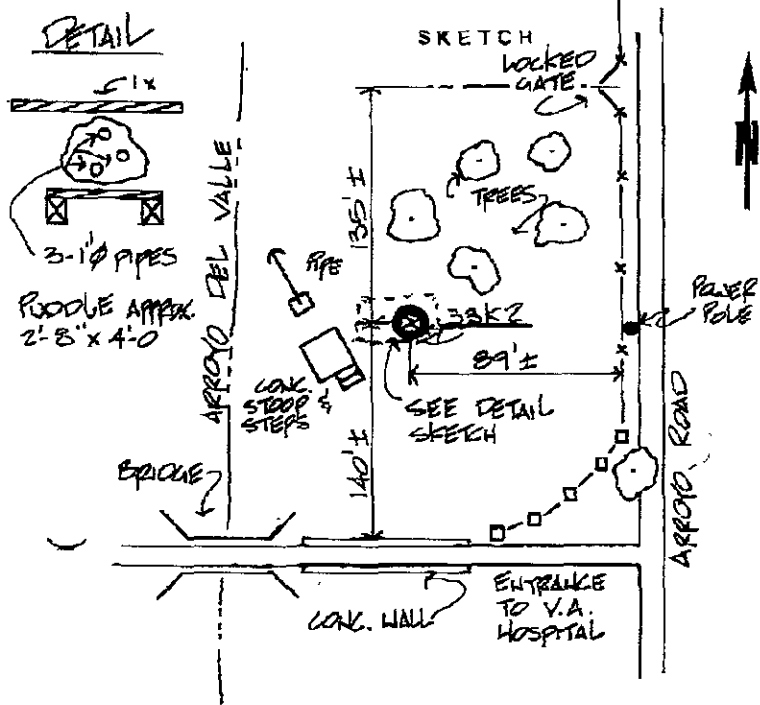 DETAIL
1x
3-1'Ø PIPES
PUDDLE APPROX.
2'-8" x 4'-0
SKETCH
LOCKED
GATE
N
ARROYO DEL VALLE
135'±
TREES
PIPE
33K2
POWER
POLE
89'±
CONC.
STOOP &
STEPS
SEE DETAIL
SKETCH
140'±
BRIDGE
ARROYO ROAD
CONC. WALL
ENTRANCE
TO V.A.
HOSPITAL